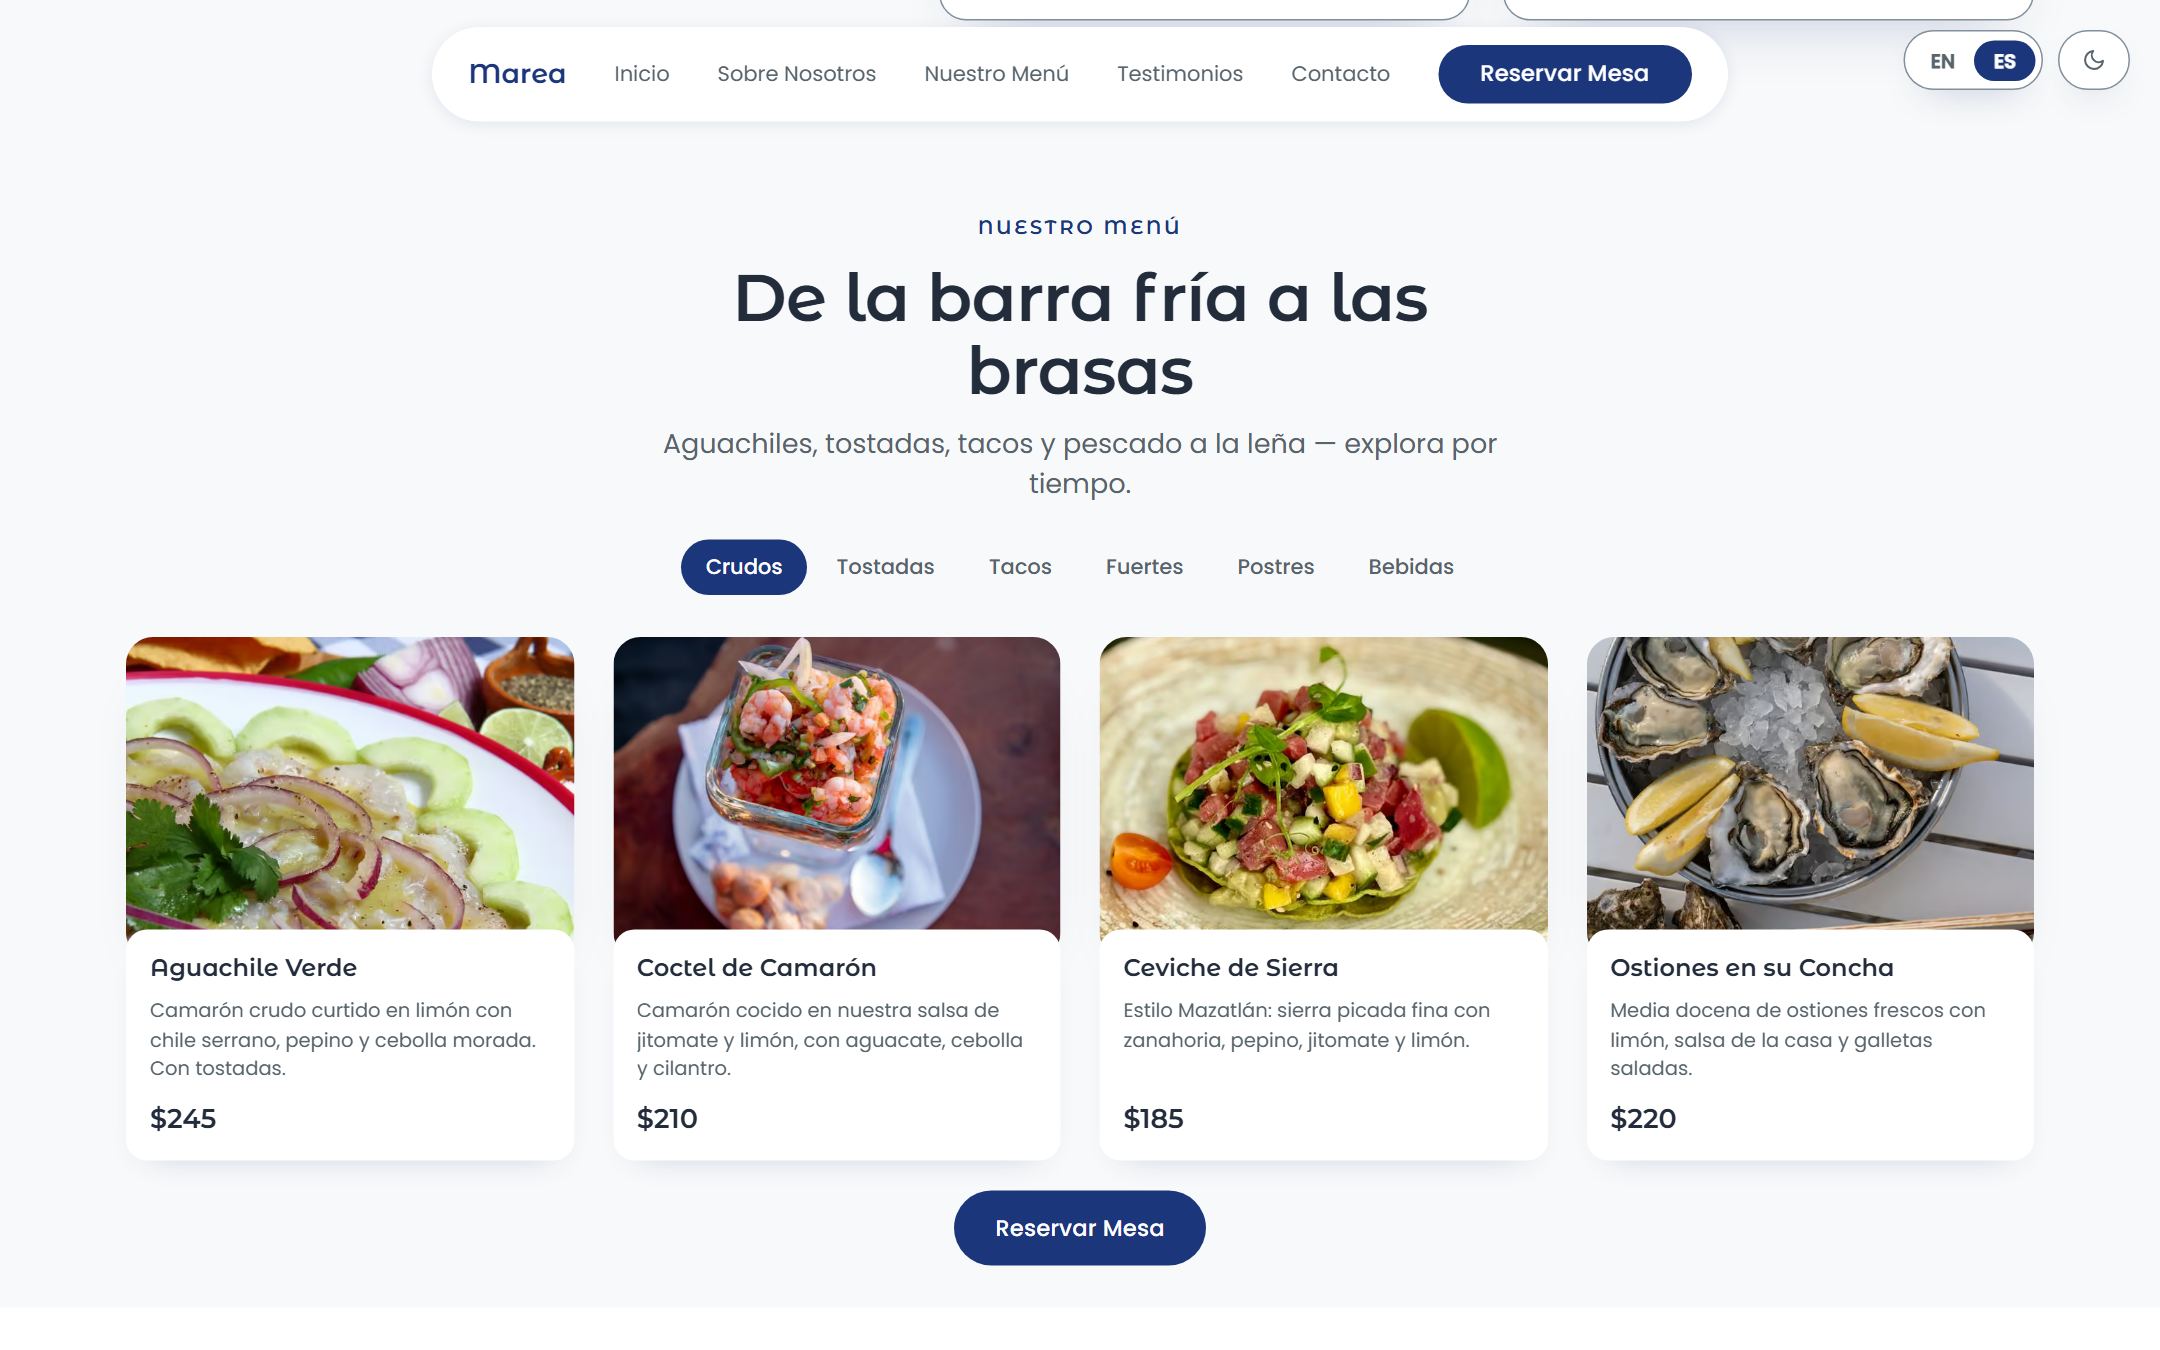 Marea
Inicio
Sobre Nosotros
Nuestro Menú
Testimonios
Contacto
Reservar Mesa
EN
ES
NUESTRO MENÚ
De la barra fría a las
brasas
Aguachiles, tostadas, tacos y pescado a la leña — explora por
tiempo.
Crudos
Tostadas
Tacos
Fuertes
Postres
Bebidas
Aguachile Verde
Camarón crudo curtido en limón con
chile serrano, pepino y cebolla morada.
Con tostadas.
$245
Coctel de Camarón
Camarón cocido en nuestra salsa de
jitomate y limón, con aguacate, cebolla
y cilantro.
$210
Ceviche de Sierra
Estilo Mazatlán: sierra picada fina con
zanahoria, pepino, jitomate y limón.
$185
Ostiones en su Concha
Media docena de ostiones frescos con
limón, salsa de la casa y galletas
saladas.
$220
Reservar Mesa